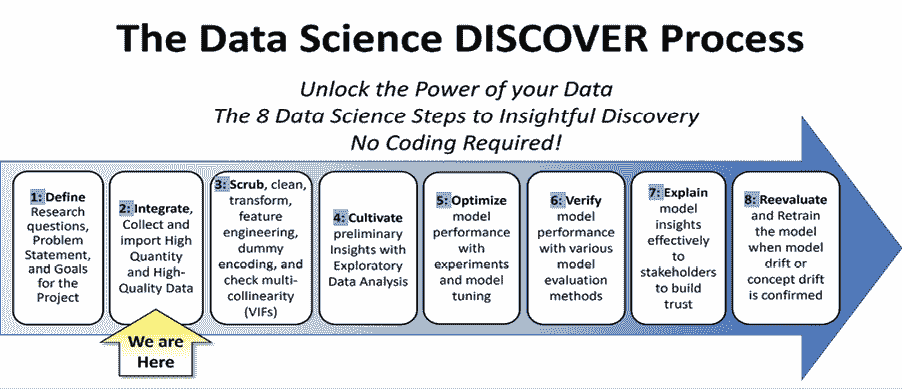 The Data Science DISCOVER Process
Unlock the Power of your Data
The 8 Data Science Steps to Insightful Discovery
No Coding Required!
1: Define
Research
questions,
Problem
Statement,
and Goals
for the
Project
2: Integrate,
Collect and
import High
Quantity
and High-
Quality Data
3: Scrub, clean,
transform,
feature
engineering,
dummy
encoding, and
check multi-
collinearity
(VIFs)
4: Cultivate
preliminary
Insights with
Exploratory
Data Analysis
5: Optimize
model
performance
with
experiments
and model
tuning
6: Verify
model
performance
with various
model
evaluation
methods
7: Explain
model
insights
effectively
to
stakeholders
to build
trust
8: Reevaluate
and Retrain
the model
when model
drift or
concept drift
is confirmed
We are
Here